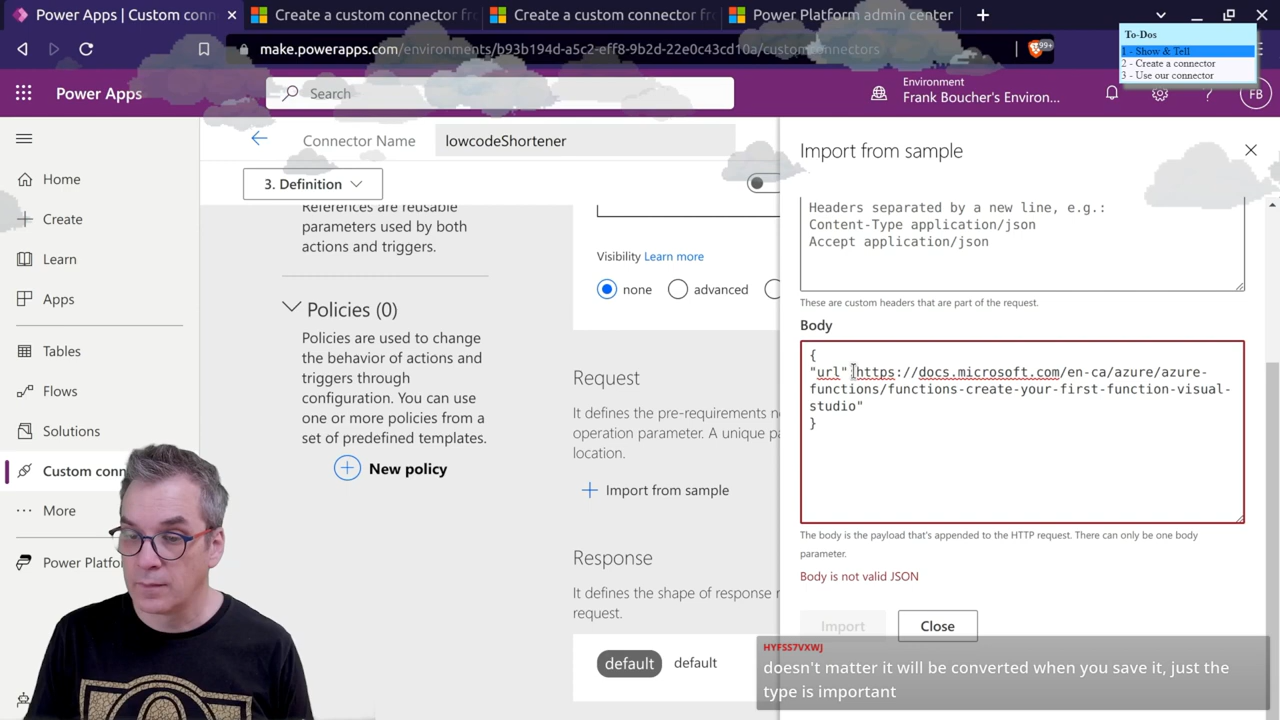 Power Apps | Custom conn
Create a custom connector fr
Create a custom connector f
Power Platform admin center
make.powerapps.com/environments/b93b194d-a5c2-eff8-9b2d-22e0c43cd10a/customconnectors
99+
To-Dos
1 - Show & Tell
2 - Create a connector
3 - Use our connector
Power Apps
Search
Environment
Frank Boucher's Environ...
FB
Home
Create
Learn
Apps
Tables
Flows
Solutions
Custom conn
More
Power Platfo
Connector Name
lowcodeShortener
3. Definition
References are reusable
parameters used by both
actions and triggers.
Policies (0)
Policies are used to change
the behavior of actions and
triggers through
configuration. You can use
one or more policies from a
set of predefined templates.
New policy
Visibility Learn more
none
advanced
Request
It defines the pre-requirements n
operation parameter. A unique pa
location.
Import from sample
Response
It defines the shape of response r
request.
default
default
Import from sample
Headers separated by a new line, e.g.:
Content-Type application/json
Accept application/json
These are custom headers that are part of the request.
Body
{
"url" https://docs.microsoft.com/en-ca/azure/azure-
functions/functions-create-your-first-function-visual-
studio"
}
The body is the payload that's appended to the HTTP request. There can only be one body
parameter.
Body is not valid JSON
Import
Close
HYFSS7VXWJ
doesn't matter it will be converted when you save it, just the
type is important